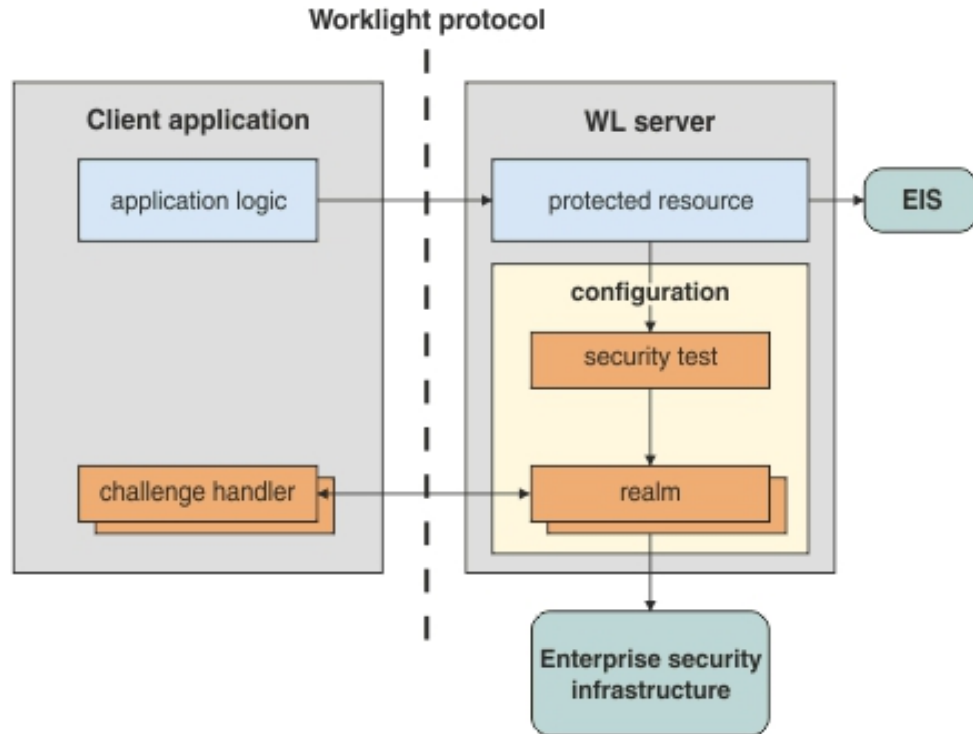 Worklight protocol
Client application
WL server
application logic
protected resource
EIS
configuration
security test
challenge handler
realm
Enterprise security
infrastructure